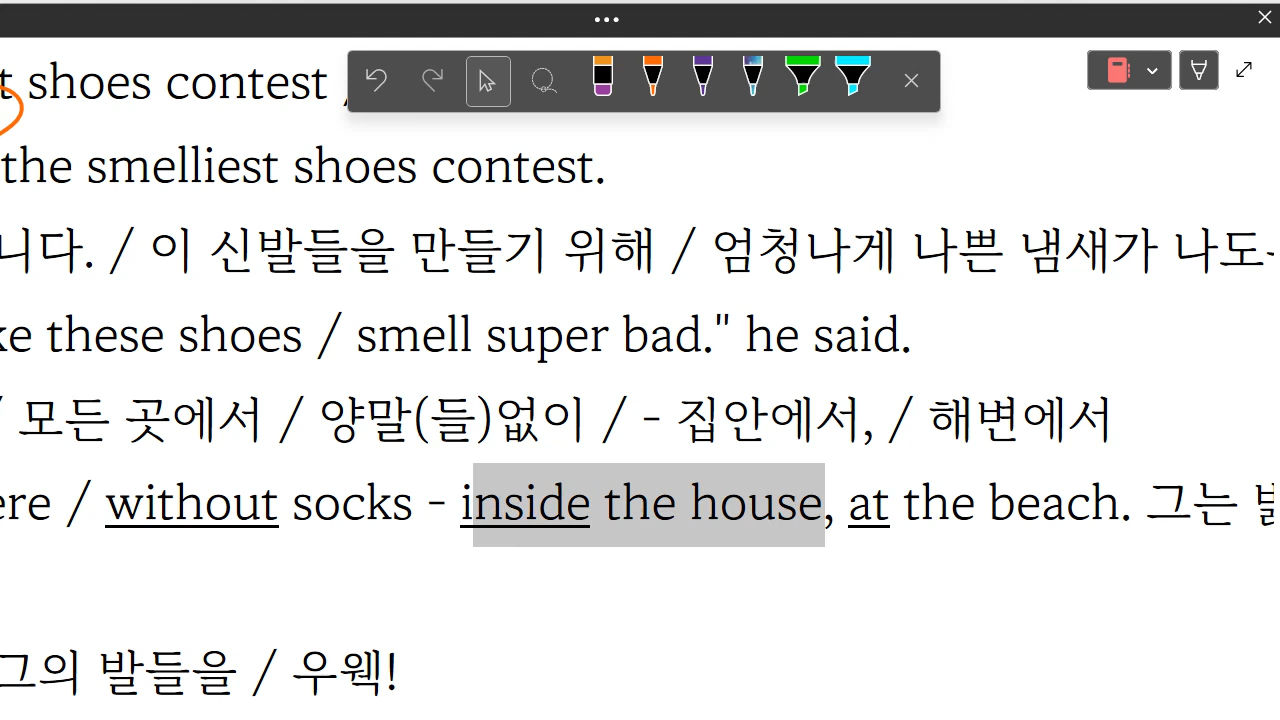 t shoes contest /
the smelliest shoes contest.
니다. / 이 신발들을 만들기 위해 / 엄청나게 나쁜 냄새가 나도
ke these shoes / smell super bad." he said.
/ 모든 곳에서 / 양말(들)없이 / - 집안에서, / 해변에서
ere / without socks - inside the house, at the beach. 그는
그의 발들을 / 우웩!